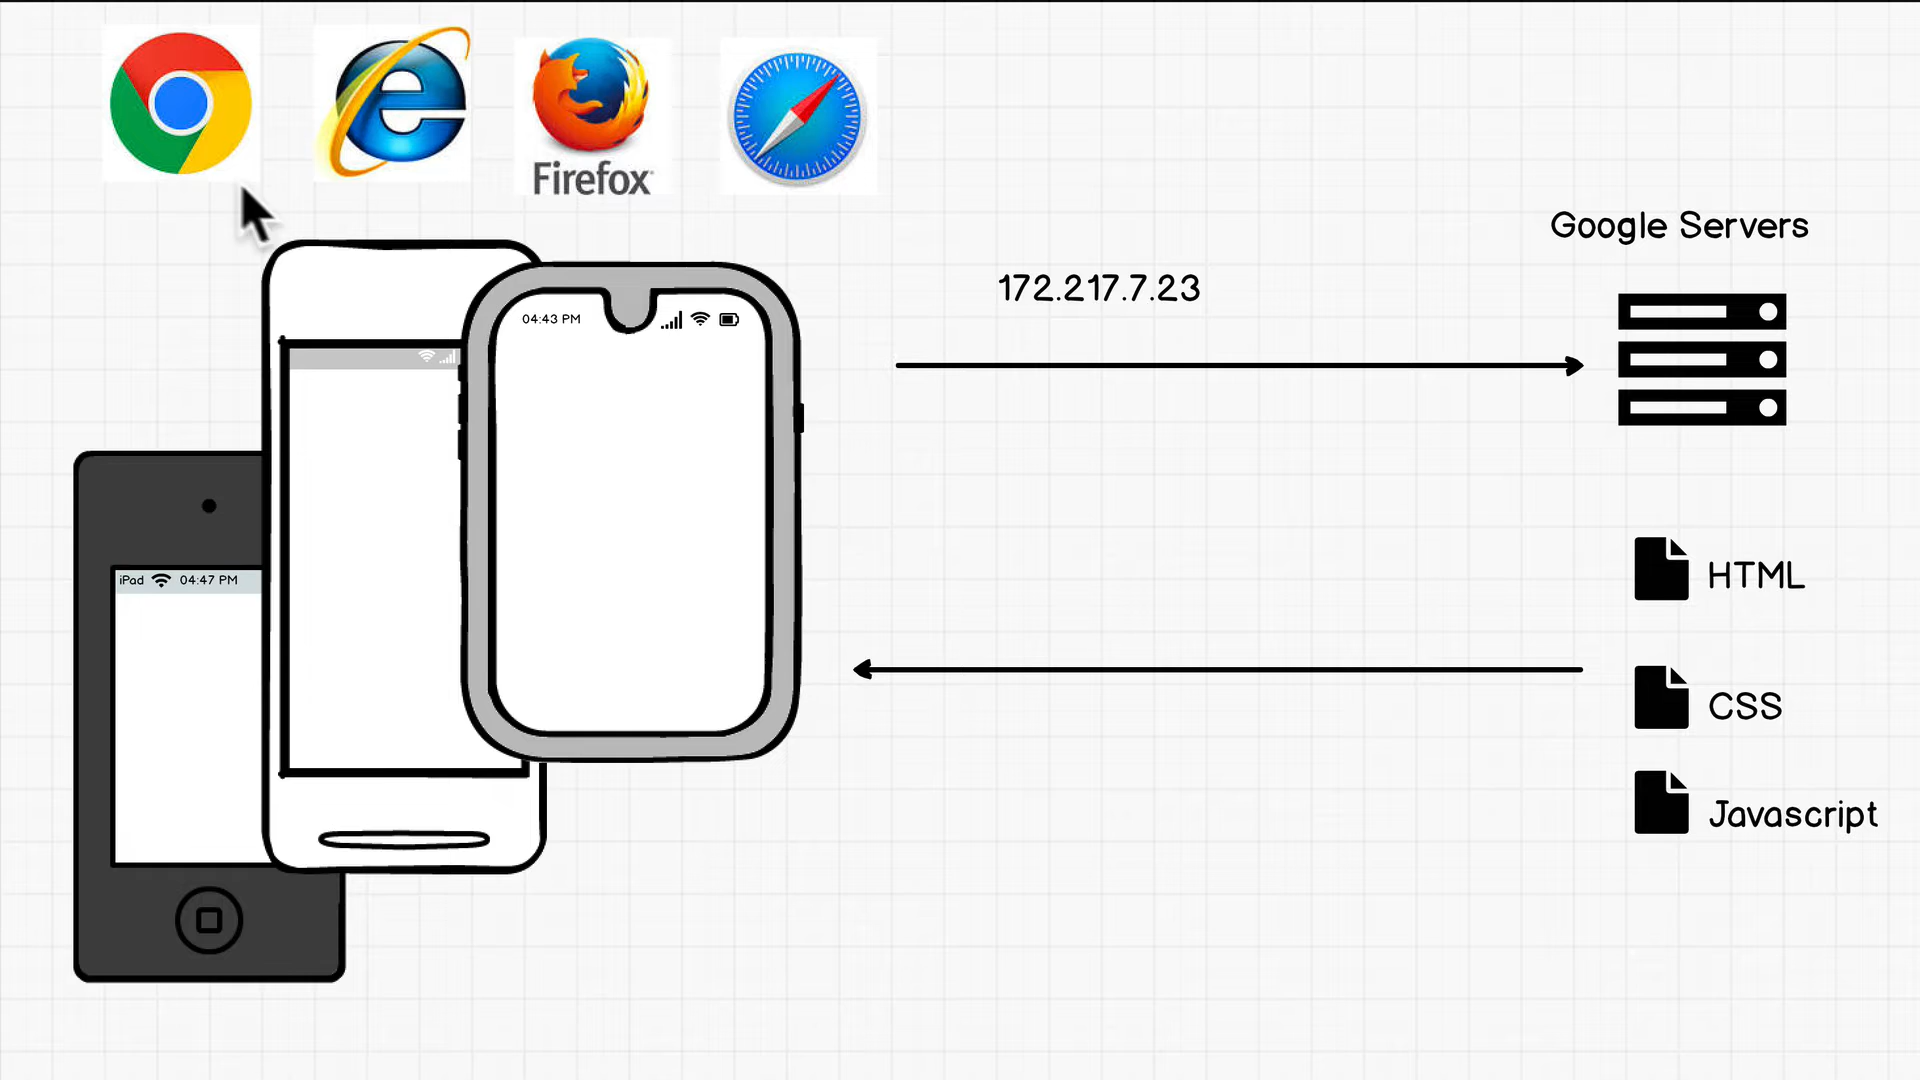 Firefox
Google Servers
172.217.7.23
04:43 PM
iPad 04:47 PM
HTML
CSS
Javascript